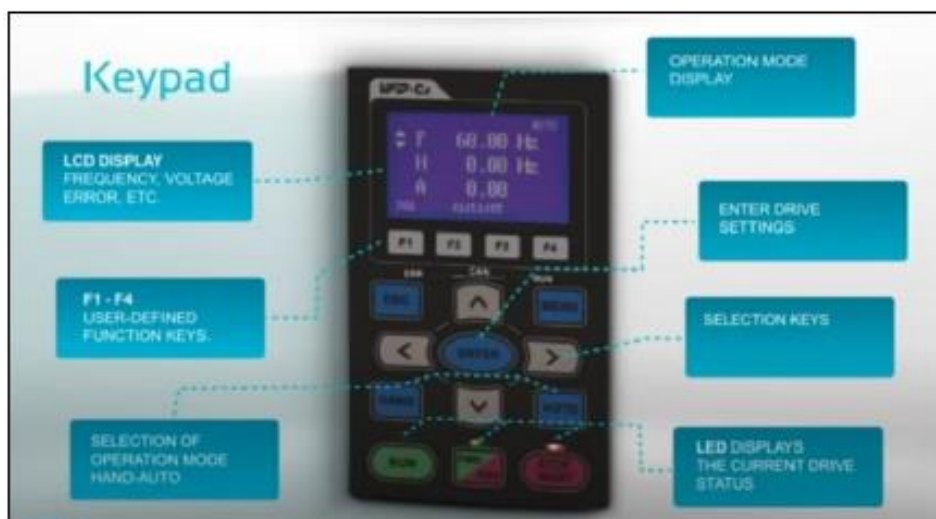 Keypad
OPERATION MODE
DISPLAY
LCD DISPLAY
FREQUENCY, VOLTAGE
ERROR, ETC.
AUTO
F 60.00 Hz
H 0.00 Hz
A 0.00
ENTER DRIVE
SETTINGS
F1 F2 F3 F4
CAN
ESC
MENU
F1 - F4
USER-DEFINED
FUNCTION KEYS.
SELECTION KEYS
ENTER
HAND
AUTO
SELECTION OF
OPERATION MODE
HAND-AUTO
LED DISPLAYS
THE CURRENT DRIVE
STATUS
RUN
STOP